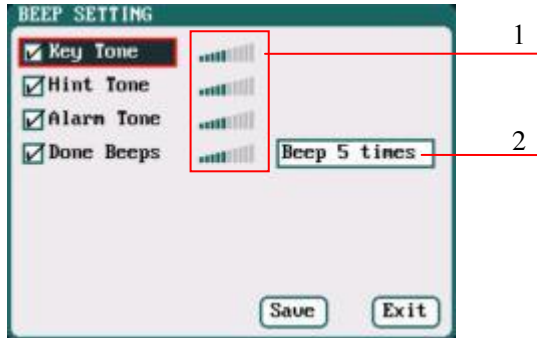 BEEP SETTING
Key Tone
1
Hint Tone
Alarm Tone
Done Beeps
Beep 5 times
2
Save
Exit